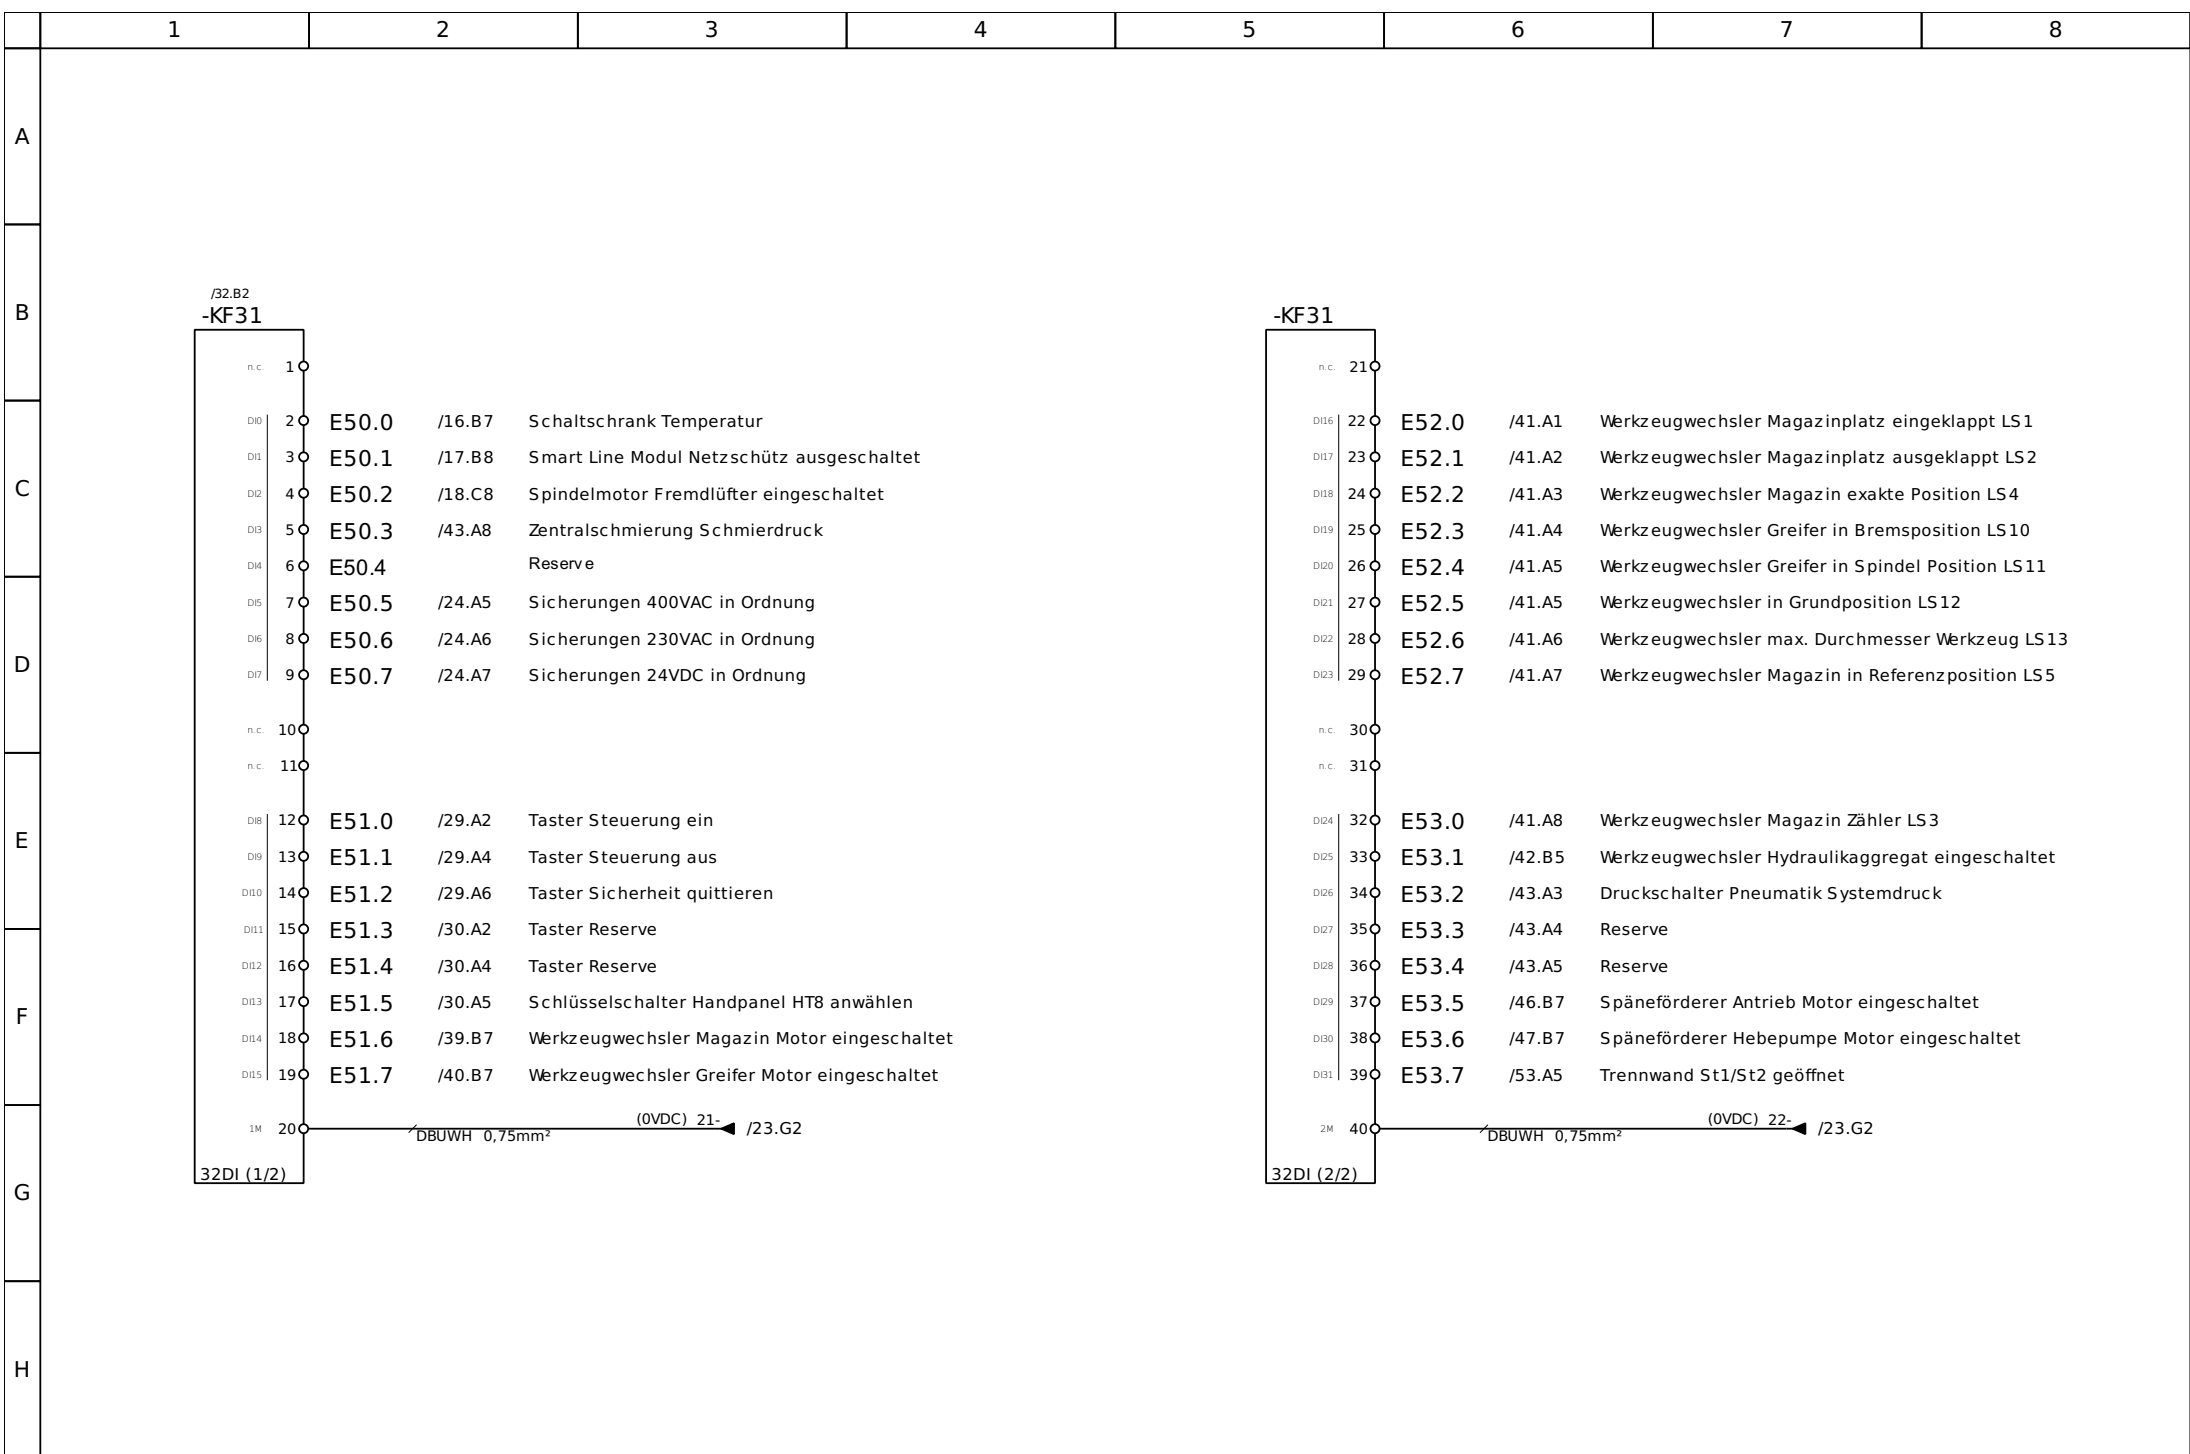 1 2 3 4 5 6 7 8
A
B
C
D
E
F
G
H
/32.B2
-KF31
n.c. 1
DI0 2 E50.0 /16.B7 Schaltschrank Temperatur
DI1 3 E50.1 /17.B8 Smart Line Modul Netzschütz ausgeschaltet
DI2 4 E50.2 /18.C8 Spindelmotor Fremdlüfter eingeschaltet
DI3 5 E50.3 /43.A8 Zentralschmierung Schmierdruck
DI4 6 E50.4 Reserve
DI5 7 E50.5 /24.A5 Sicherungen 400VAC in Ordnung
DI6 8 E50.6 /24.A6 Sicherungen 230VAC in Ordnung
DI7 9 E50.7 /24.A7 Sicherungen 24VDC in Ordnung
n.c. 10
n.c. 11
DI8 12 E51.0 /29.A2 Taster Steuerung ein
DI9 13 E51.1 /29.A4 Taster Steuerung aus
DI10 14 E51.2 /29.A6 Taster Sicherheit quittieren
DI11 15 E51.3 /30.A2 Taster Reserve
DI12 16 E51.4 /30.A4 Taster Reserve
DI13 17 E51.5 /30.A5 Schlüsselschalter Handpanel HT8 anwählen
DI14 18 E51.6 /39.B7 Werkzeugwechsler Magazin Motor eingeschaltet
DI15 19 E51.7 /40.B7 Werkzeugwechsler Greifer Motor eingeschaltet
1M 20 DBUWH 0,75mm² (0VDC) 21- /23.G2
32DI (1/2)
-KF31
n.c. 21
DI16 22 E52.0 /41.A1 Werkzeugwechsler Magazinplatz eingeklappt LS1
DI17 23 E52.1 /41.A2 Werkzeugwechsler Magazinplatz ausgeklappt LS2
DI18 24 E52.2 /41.A3 Werkzeugwechsler Magazin exakte Position LS4
DI19 25 E52.3 /41.A4 Werkzeugwechsler Greifer in Bremsposition LS10
DI20 26 E52.4 /41.A5 Werkzeugwechsler Greifer in Spindel Position LS11
DI21 27 E52.5 /41.A5 Werkzeugwechsler in Grundposition LS12
DI22 28 E52.6 /41.A6 Werkzeugwechsler max. Durchmesser Werkzeug LS13
DI23 29 E52.7 /41.A7 Werkzeugwechsler Magazin in Referenzposition LS5
n.c. 30
n.c. 31
DI24 32 E53.0 /41.A8 Werkzeugwechsler Magazin Zähler LS3
DI25 33 E53.1 /42.B5 Werkzeugwechsler Hydraulikaggregat eingeschaltet
DI26 34 E53.2 /43.A3 Druckschalter Pneumatik Systemdruck
DI27 35 E53.3 /43.A4 Reserve
DI28 36 E53.4 /43.A5 Reserve
DI29 37 E53.5 /46.B7 Späneförderer Antrieb Motor eingeschaltet
DI30 38 E53.6 /47.B7 Späneförderer Hebepumpe Motor eingeschaltet
DI31 39 E53.7 /53.A5 Trennwand St1/St2 geöffnet
2M 40 DBUWH 0,75mm² (0VDC) 22- /23.G2
32DI (2/2)